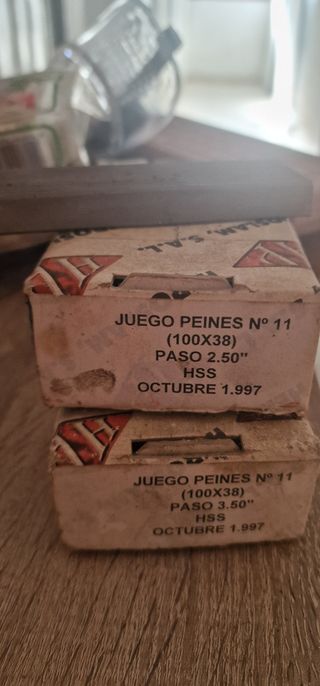 S.A.L.
JUEGO PEINES Nº 11
(100X38)
PASO 2.50"
HSS
OCTUBRE 1.997
JUEGO PEINES Nº 11
(100X38)
PASO 3.50"
HSS
OCTUBRE 1.997